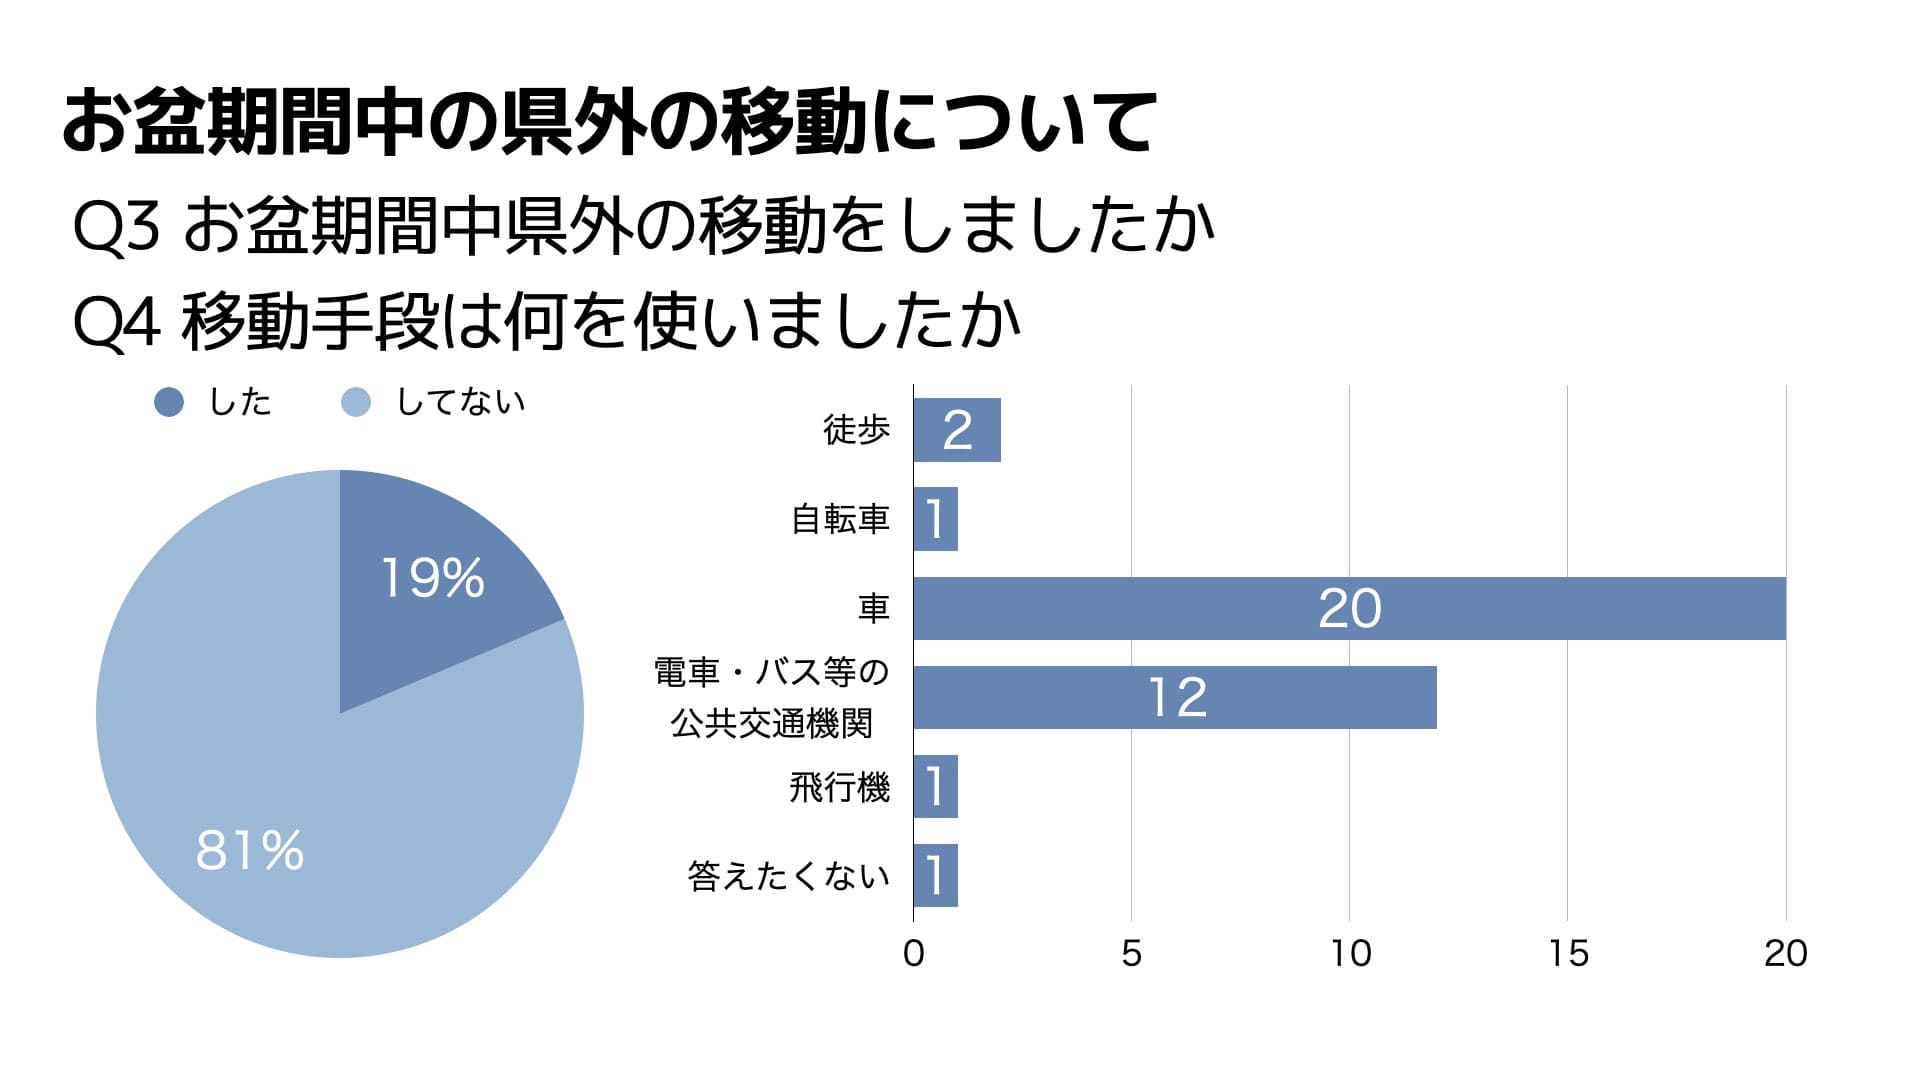 お盆期間中の県外の移動について
Q3 お盆期間中県外の移動をしましたか
Q4 移動手段は何を使いましたか
した
してない
19%
81%
徒歩
2
自転車
1
車
20
電車・バス等の
公共交通機関
12
飛行機
1
答えたくない
1
0
5
10
15
20